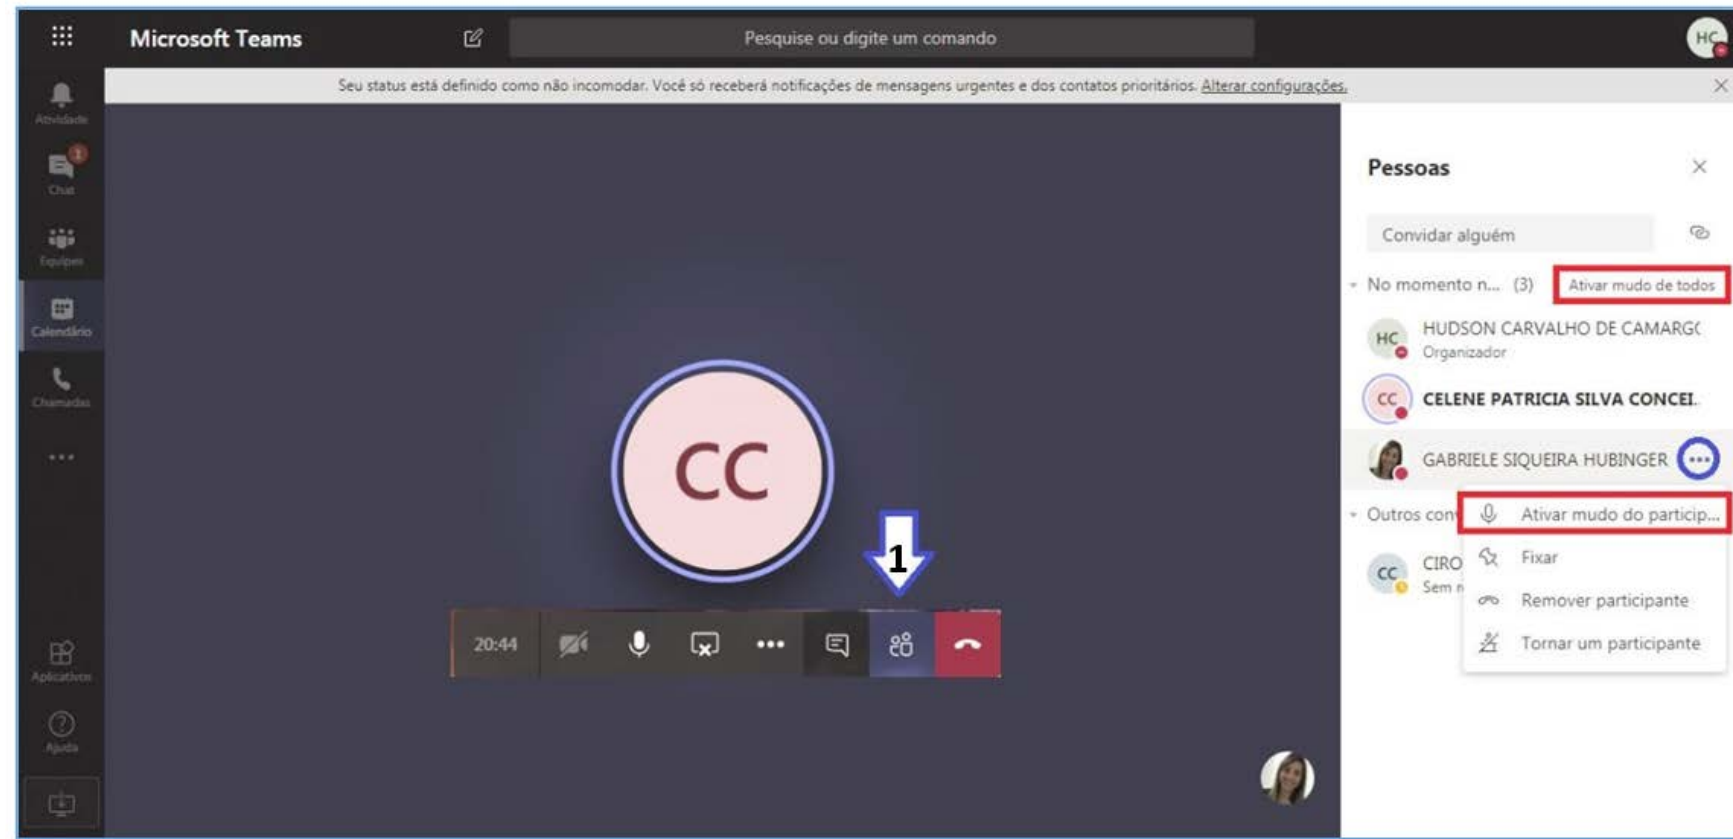 Microsoft Teams
Pesquise ou digite um comando
HC
Seu status está definido como não incomodar. Você só receberá notificações de mensagens urgentes e dos contatos prioritários. Alterar configurações.
Atividade
Chat
1
Equipes
Calendário
Chamadas
Aplicativos
Ajuda
CC
1
20:44
Pessoas
Convidar alguém
No momento n... (3) Ativar mudo de todos
HC HUDSON CARVALHO DE CAMARGO
Organizador
CC CELENE PATRICIA SILVA CONCEI..
GABRIELE SIQUEIRA HUBINGER
Outros con
Ativar mudo do particip...
Fixar
Remover participante
Tornar um participante
CC CIRO
Sem r